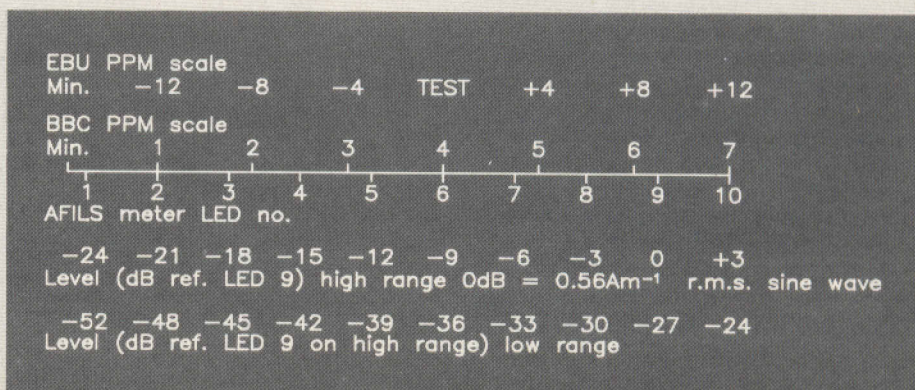 EBU PPM scale
Min. −12 −8 −4 TEST +4 +8 +12
BBC PPM scale
Min. 1 2 3 4 5 6 7
1 2 3 4 5 6 7 8 9 10
AFILS meter LED no.
−24 −21 −18 −15 −12 −9 −6 −3 0 +3
Level (dB ref. LED 9) high range 0dB = 0.56Am⁻¹ r.m.s. sine wave
−52 −48 −45 −42 −39 −36 −33 −30 −27 −24
Level (dB ref. LED 9 on high range) low range